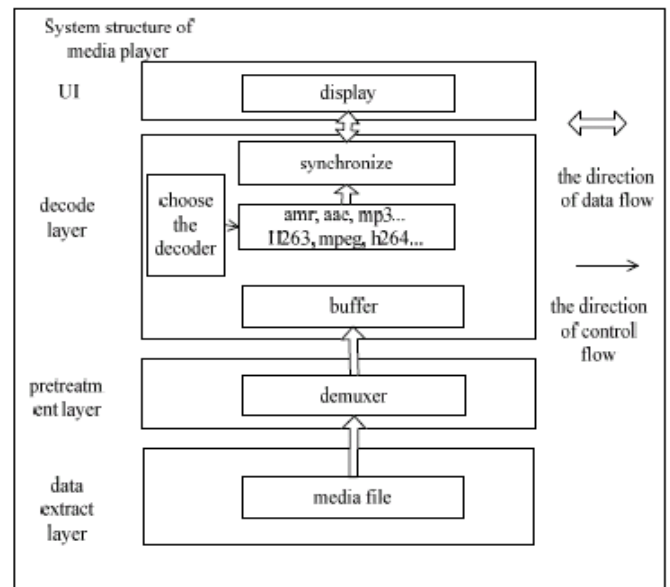 System structure of
media player
UI
display
synchronize
decode
layer
choose
the
decoder
amr, aac, mp3...
H263, mpeg, h264...
buffer
pretreatm
ent layer
demuxer
data
extract
layer
media file
the direction
of data flow
the direction
of control
flow